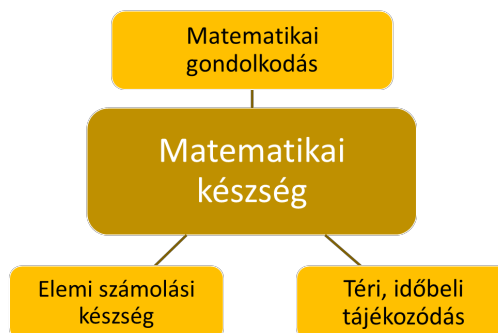 Matematikai
gondolkodás
Matematikai
készség
Elemi számolási
készség
Téri, időbeli
tájékozódás